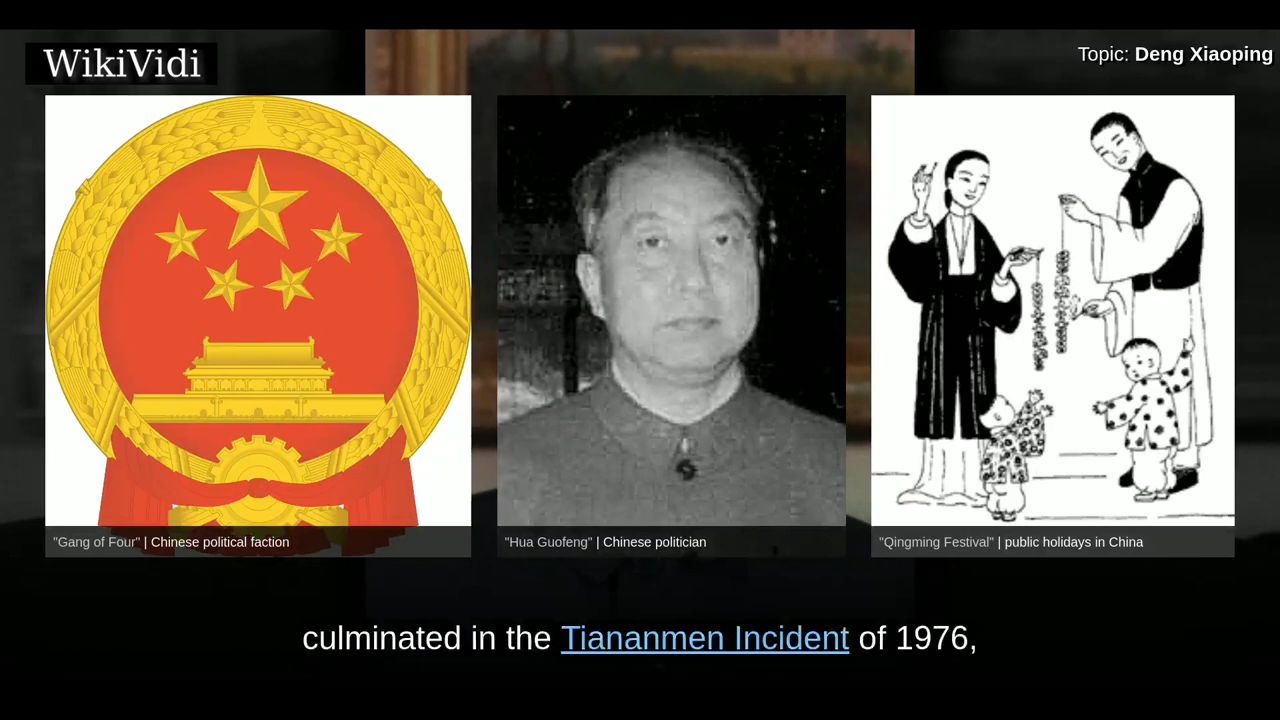 WikiVidi
Topic: Deng Xiaoping
"Gang of Four" | Chinese political faction
"Hua Guofeng" | Chinese politician
"Qingming Festival" | public holidays in China
culminated in the Tiananmen Incident of 1976,